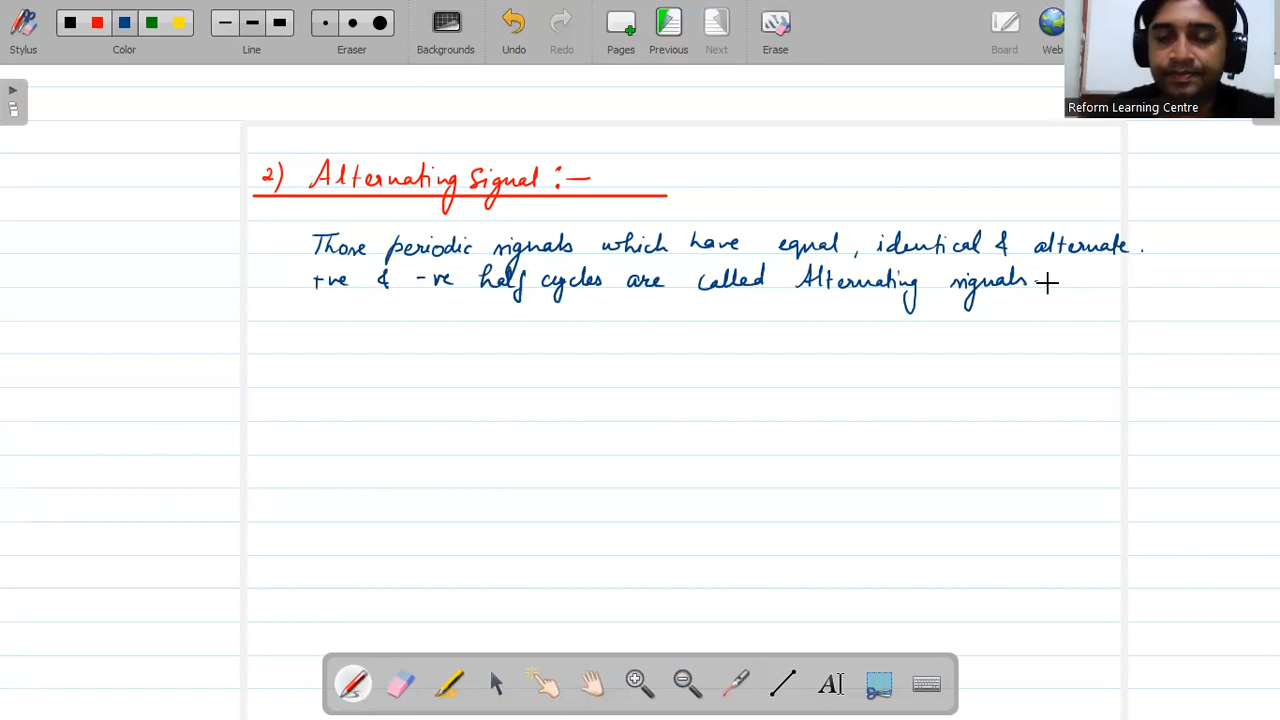 Stylus
Color
Line
Eraser
Backgrounds
Undo
Redo
Pages
Previous
Next
Erase
Board
Web
Reform Learning Centre
2) Alternating Signal :-
Those periodic signals which have equal, identical & alternate.
+ve & -ve half cycles are called Alternating signals